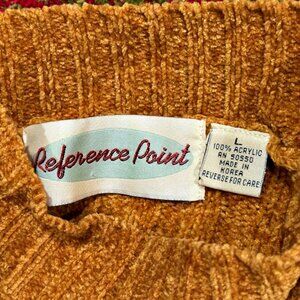 Reference Point
L
100% ACRYLIC
RN 50550
MADE IN
KOREA
REVERSE FOR CARE